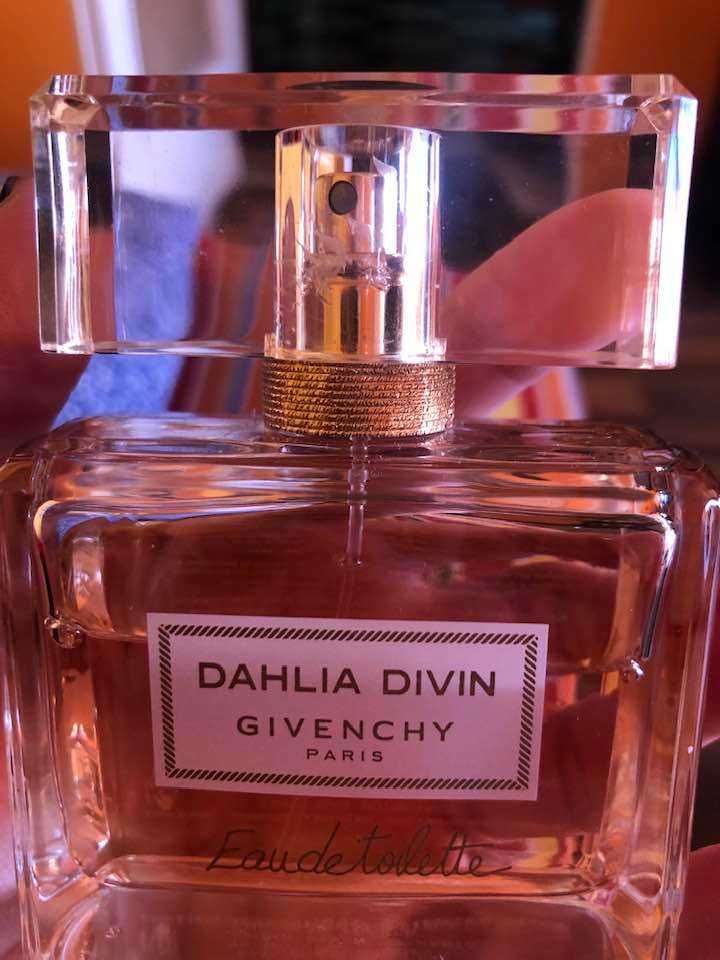 DAHLIA DIVIN
GIVENCHY
PARIS
Eau de toilette